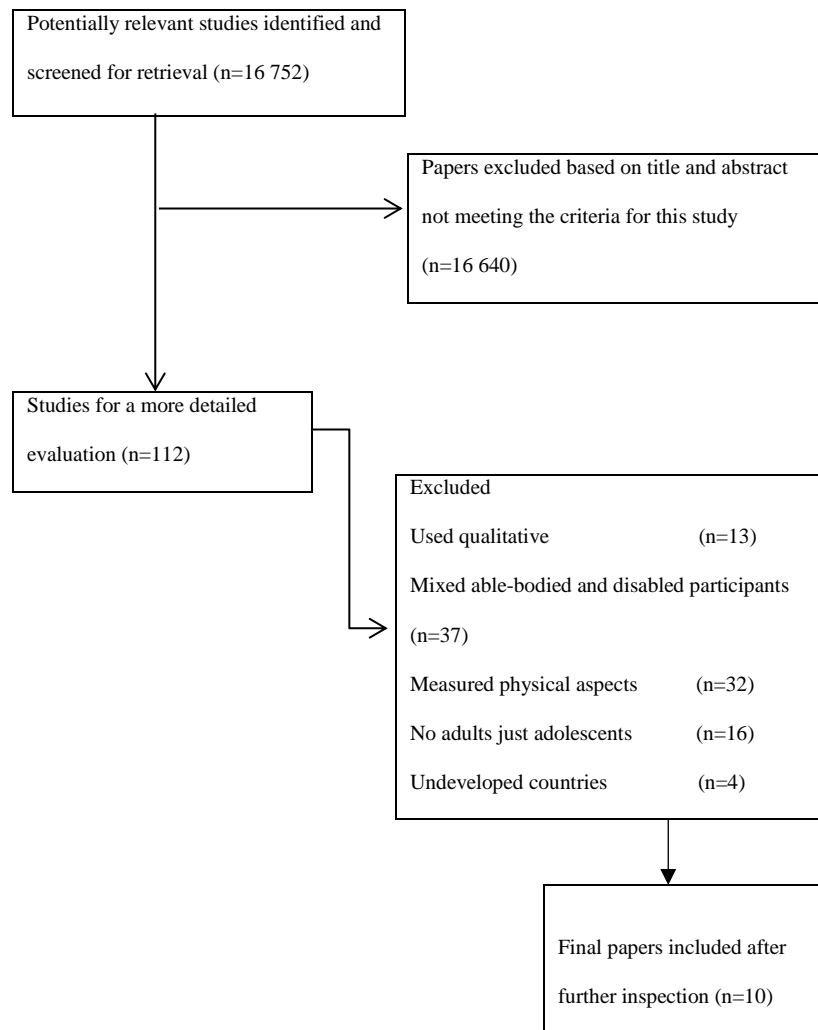 Potentially relevant studies identified and
screened for retrieval (n=16 752)
Papers excluded based on title and abstract
not meeting the criteria for this study
(n=16 640)
Studies for a more detailed
evaluation (n=112)
Excluded
Used qualitative (n=13)
Mixed able-bodied and disabled participants
(n=37)
Measured physical aspects (n=32)
No adults just adolescents (n=16)
Undeveloped countries (n=4)
Final papers included after
further inspection (n=10)